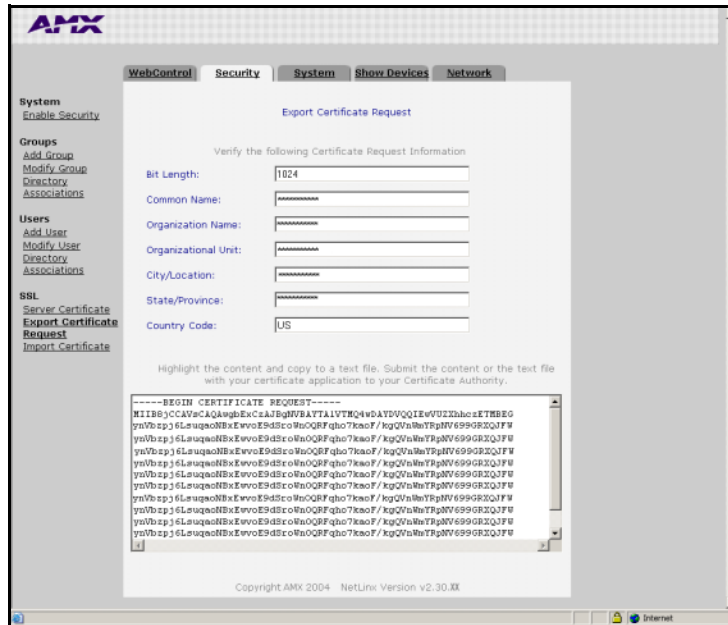 AMX
WebControl Security System Show Devices Network
System
Enable Security
Groups
Add Group
Modify Group
Directory
Associations
Users
Add User
Modify User
Directory
Associations
SSL
Server Certificate
Export Certificate
Request
Import Certificate
Export Certificate Request
Verify the following Certificate Request Information
Bit Length: 1024
Common Name: ***********
Organization Name: ***********
Organizational Unit: ***********
City/Location: ***********
State/Province: ***********
Country Code: US
Highlight the content and copy to a text file. Submit the content or the text file
with your certificate application to your Certificate Authority.
-----BEGIN CERTIFICATE REQUEST-----
Copyright AMX 2004 NetLinx Version v2.30.XX
Internet